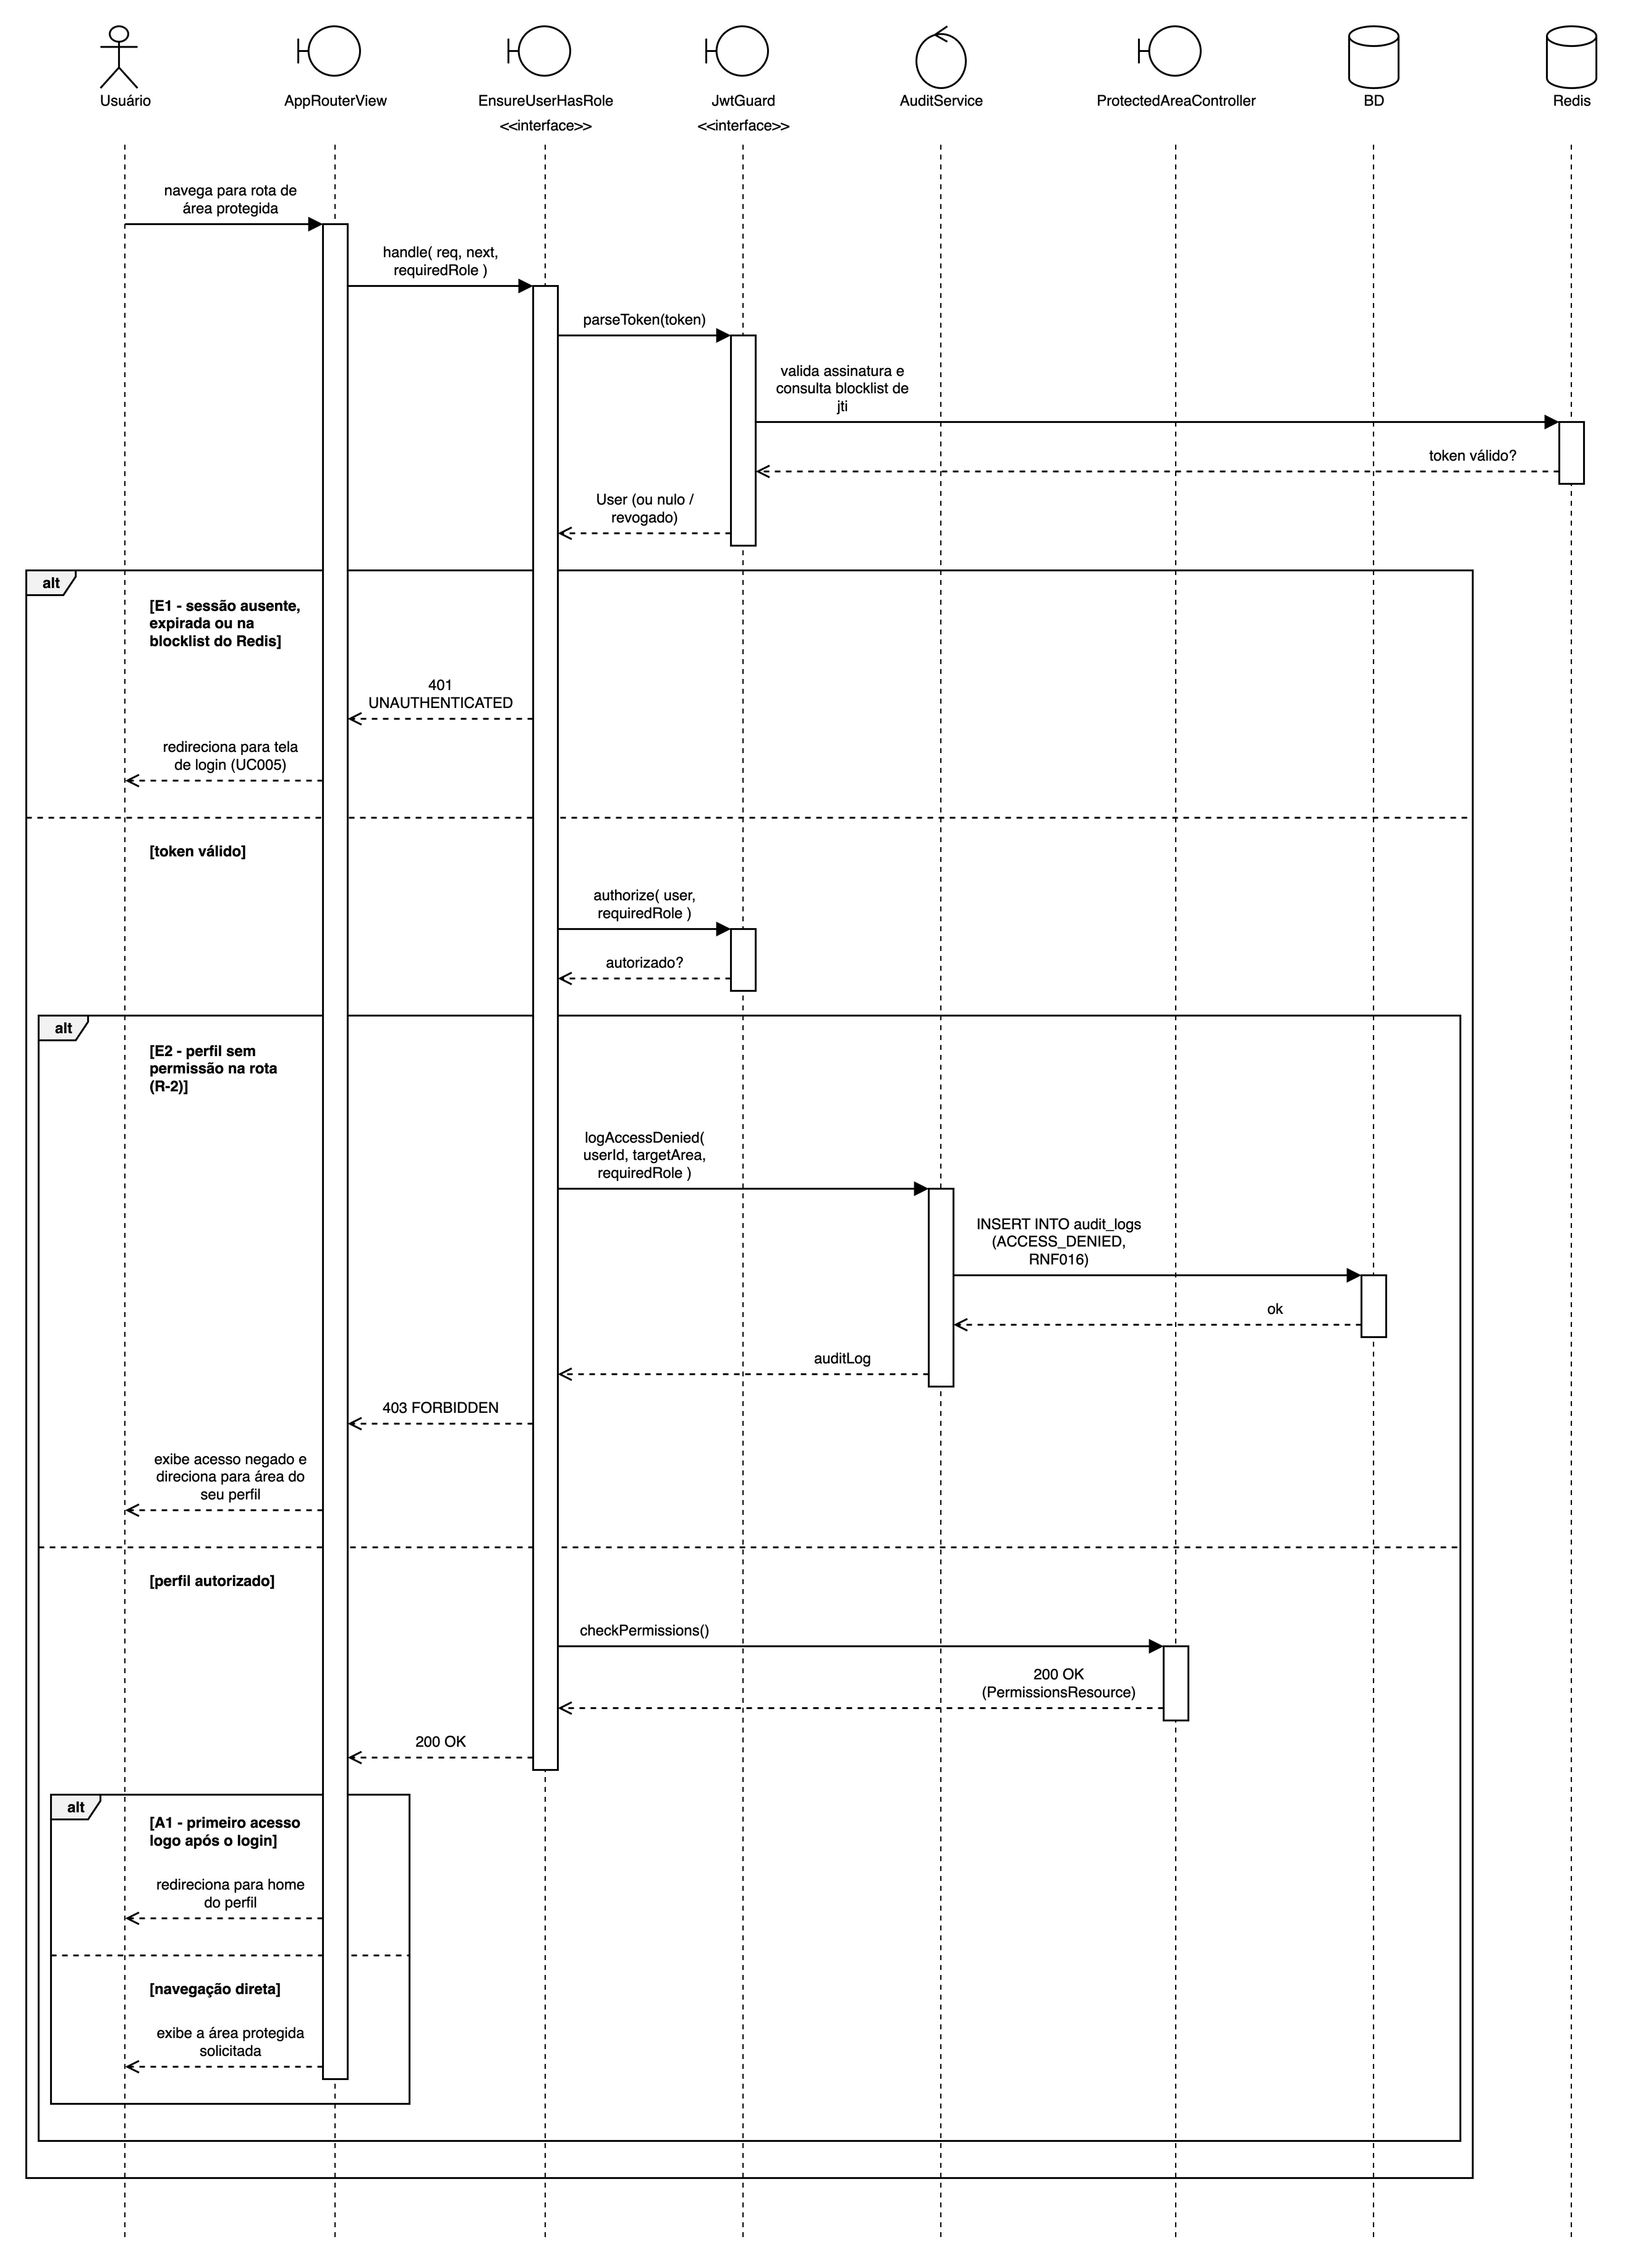 Usuário
AppRouterView
EnsureUserHasRole
<<interface>>
JwtGuard
<<interface>>
AuditService
ProtectedAreaController
BD
Redis
navega para rota de
área protegida
handle( req, next,
requiredRole )
parseToken(token)
valida assinatura e
consulta blocklist de
jti
token válido?
User (ou nulo /
revogado)
alt
[E1 - sessão ausente,
expirada ou na
blocklist do Redis]
401
UNAUTHENTICATED
redireciona para tela
de login (UC005)
[token válido]
authorize( user,
requiredRole )
autorizado?
alt
[E2 - perfil sem
permissão na rota
(R-2)]
logAccessDenied(
userId, targetArea,
requiredRole )
INSERT INTO audit_logs
(ACCESS_DENIED,
RNF016)
ok
auditLog
403 FORBIDDEN
exibe acesso negado e
direciona para área do
seu perfil
[perfil autorizado]
checkPermissions()
200 OK
(PermissionsResource)
200 OK
alt
[A1 - primeiro acesso
logo após o login]
redireciona para home
do perfil
[navegação direta]
exibe a área protegida
solicitada